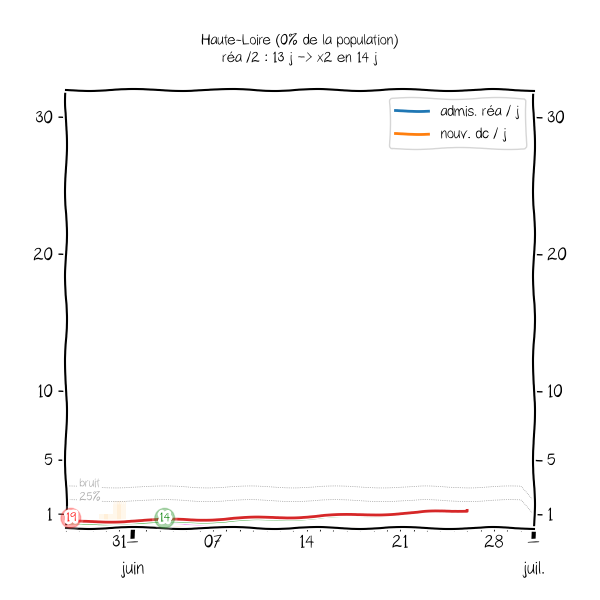 Haute-Loire (0% de la population)
réa /2 : 13 j -> x2 en 14 j
admis. réa / j
nouv. dc / j
30
30
20
20
10
10
5
5
bruit
25%
1
1
19
14
31
07
14
21
28
juin
juil.